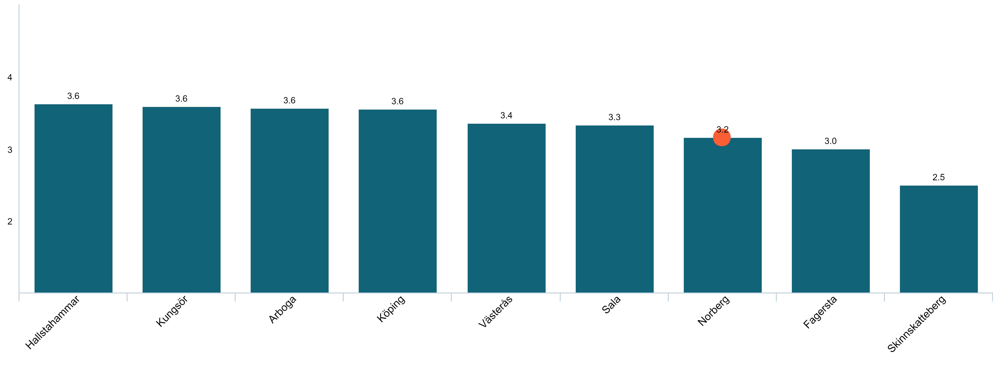 4
3
2
3.6
3.6
3.6
3.6
3.4
3.3
3.2
3.0
2.5
Hallstahammar
Kungsör
Arboga
Köping
Västerås
Sala
Norberg
Fagersta
Skinnskatteberg